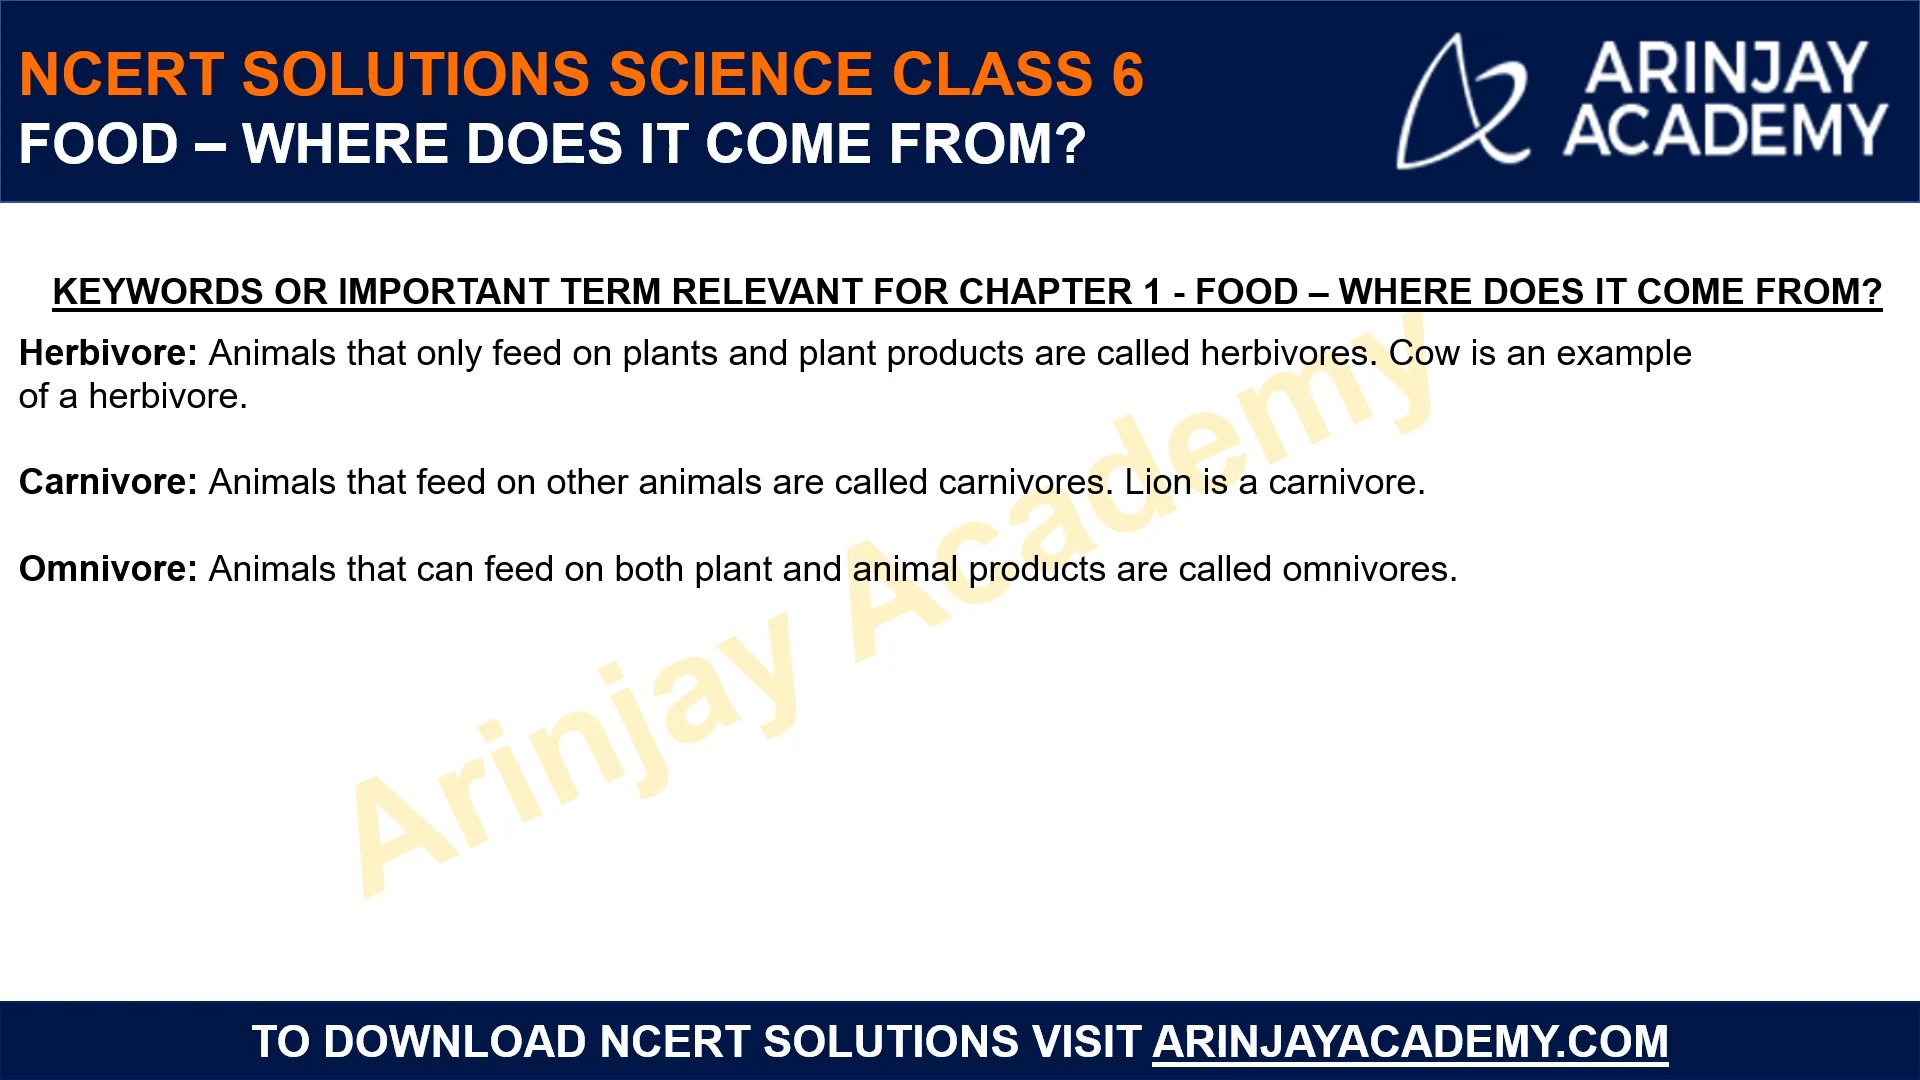 NCERT SOLUTIONS SCIENCE CLASS 6
FOOD – WHERE DOES IT COME FROM?
ARINJAY
ACADEMY
KEYWORDS OR IMPORTANT TERM RELEVANT FOR CHAPTER 1 - FOOD – WHERE DOES IT COME FROM?
Herbivore: Animals that only feed on plants and plant products are called herbivores. Cow is an example
of a herbivore.
Carnivore: Animals that feed on other animals are called carnivores. Lion is a carnivore.
Omnivore: Animals that can feed on both plant and animal products are called omnivores.
Arinjay Academy
TO DOWNLOAD NCERT SOLUTIONS VISIT ARINJAYACADEMY.COM